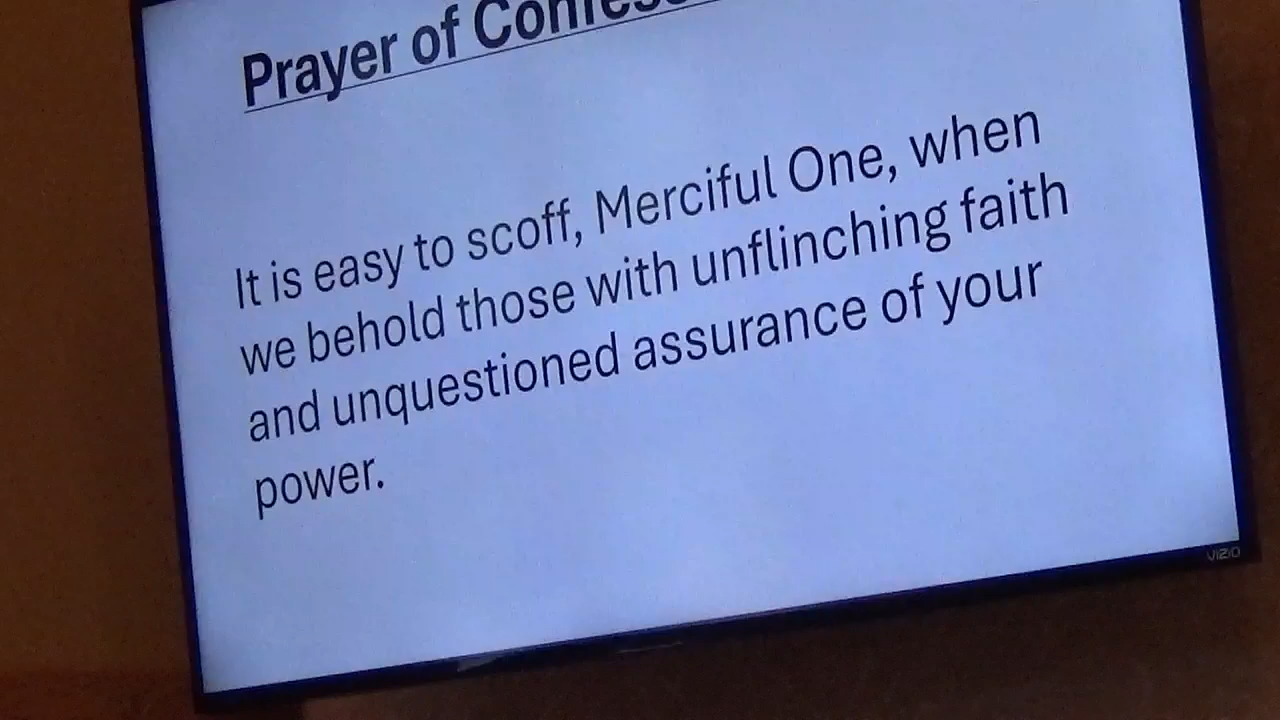 Prayer of
It is easy to scoff, Merciful One, when
we behold those with unflinching faith
and unquestioned assurance of your
power.
VIZIO